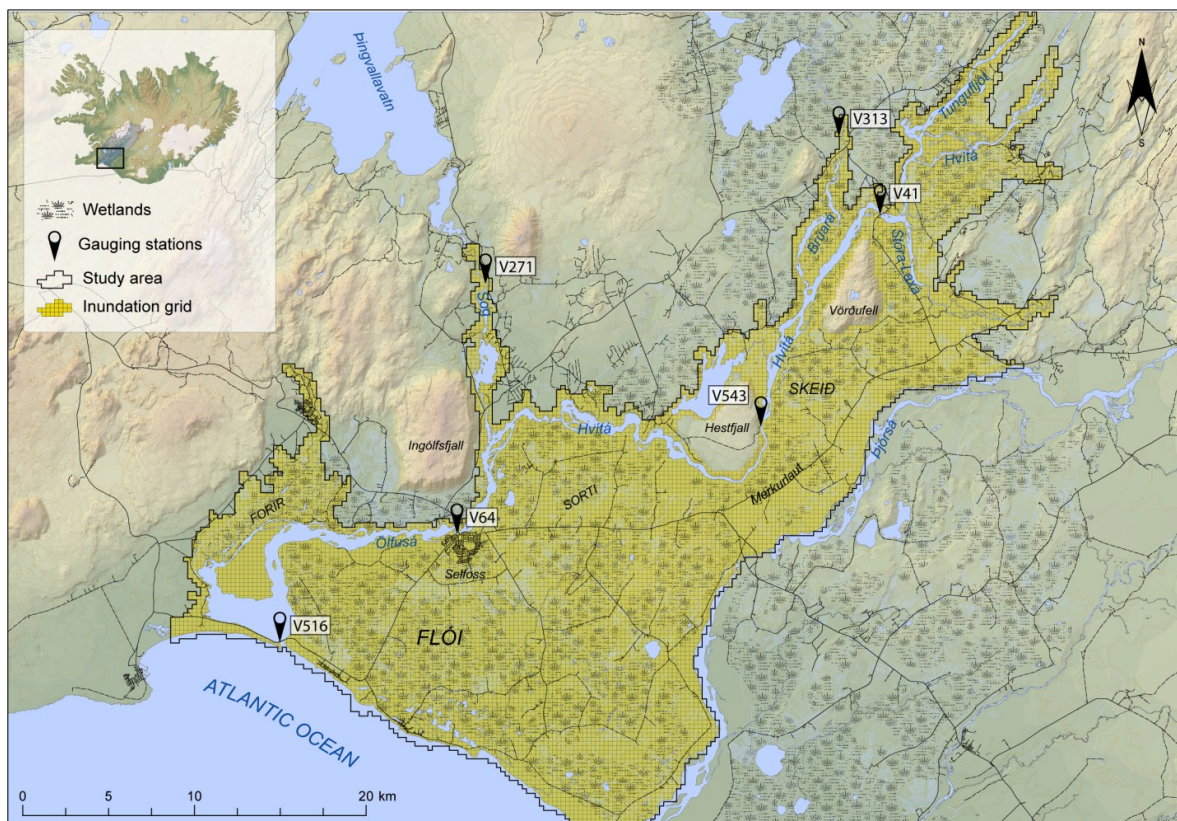 Wetlands
Gauging stations
Study area
Inundation grid
Þingvallavatn
N
S
V313
V41
V271
V543
V64
V516
Tungufljót
Hvítá
Brúará
Stóra-Laxá
Sog
Vörðufell
Hvítá
SKEIÐ
Hestfjall
Þjórsá
Hvítá
Ingólfsfjall
Merkurlaut
SORTI
FORIR
Ölfusá
Selfoss
FLÓI
ATLANTIC OCEAN
0 5 10 20 km